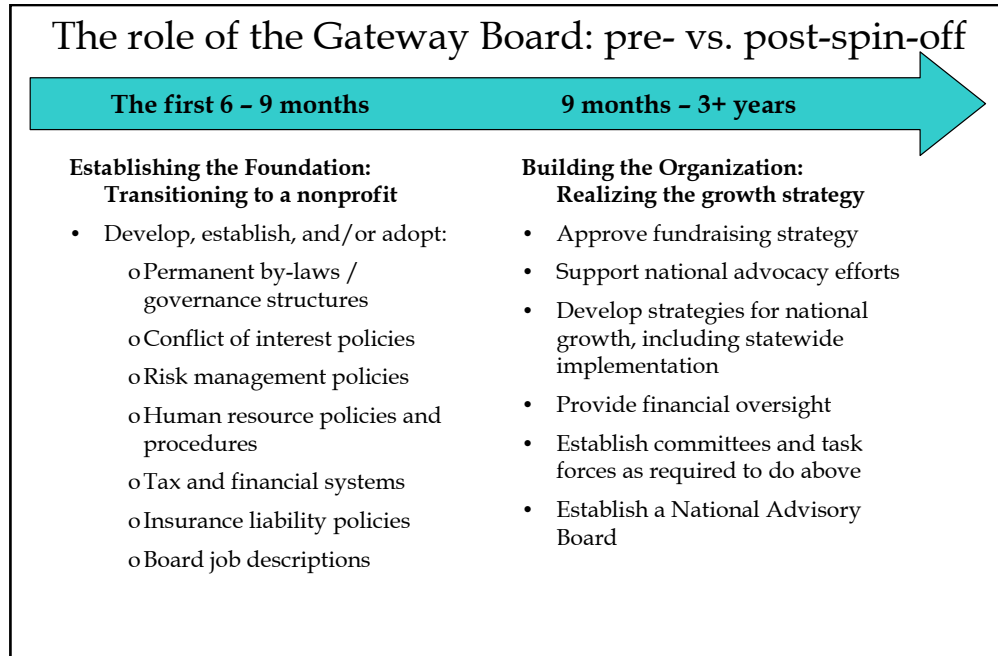 The role of the Gateway Board: pre- vs. post-spin-off
The first 6 – 9 months
9 months – 3+ years
Establishing the Foundation:
Transitioning to a nonprofit
• Develop, establish, and/or adopt:
o Permanent by-laws /
governance structures
o Conflict of interest policies
o Risk management policies
o Human resource policies and
procedures
o Tax and financial systems
o Insurance liability policies
o Board job descriptions
Building the Organization:
Realizing the growth strategy
• Approve fundraising strategy
• Support national advocacy efforts
• Develop strategies for national
growth, including statewide
implementation
• Provide financial oversight
• Establish committees and task
forces as required to do above
• Establish a National Advisory
Board